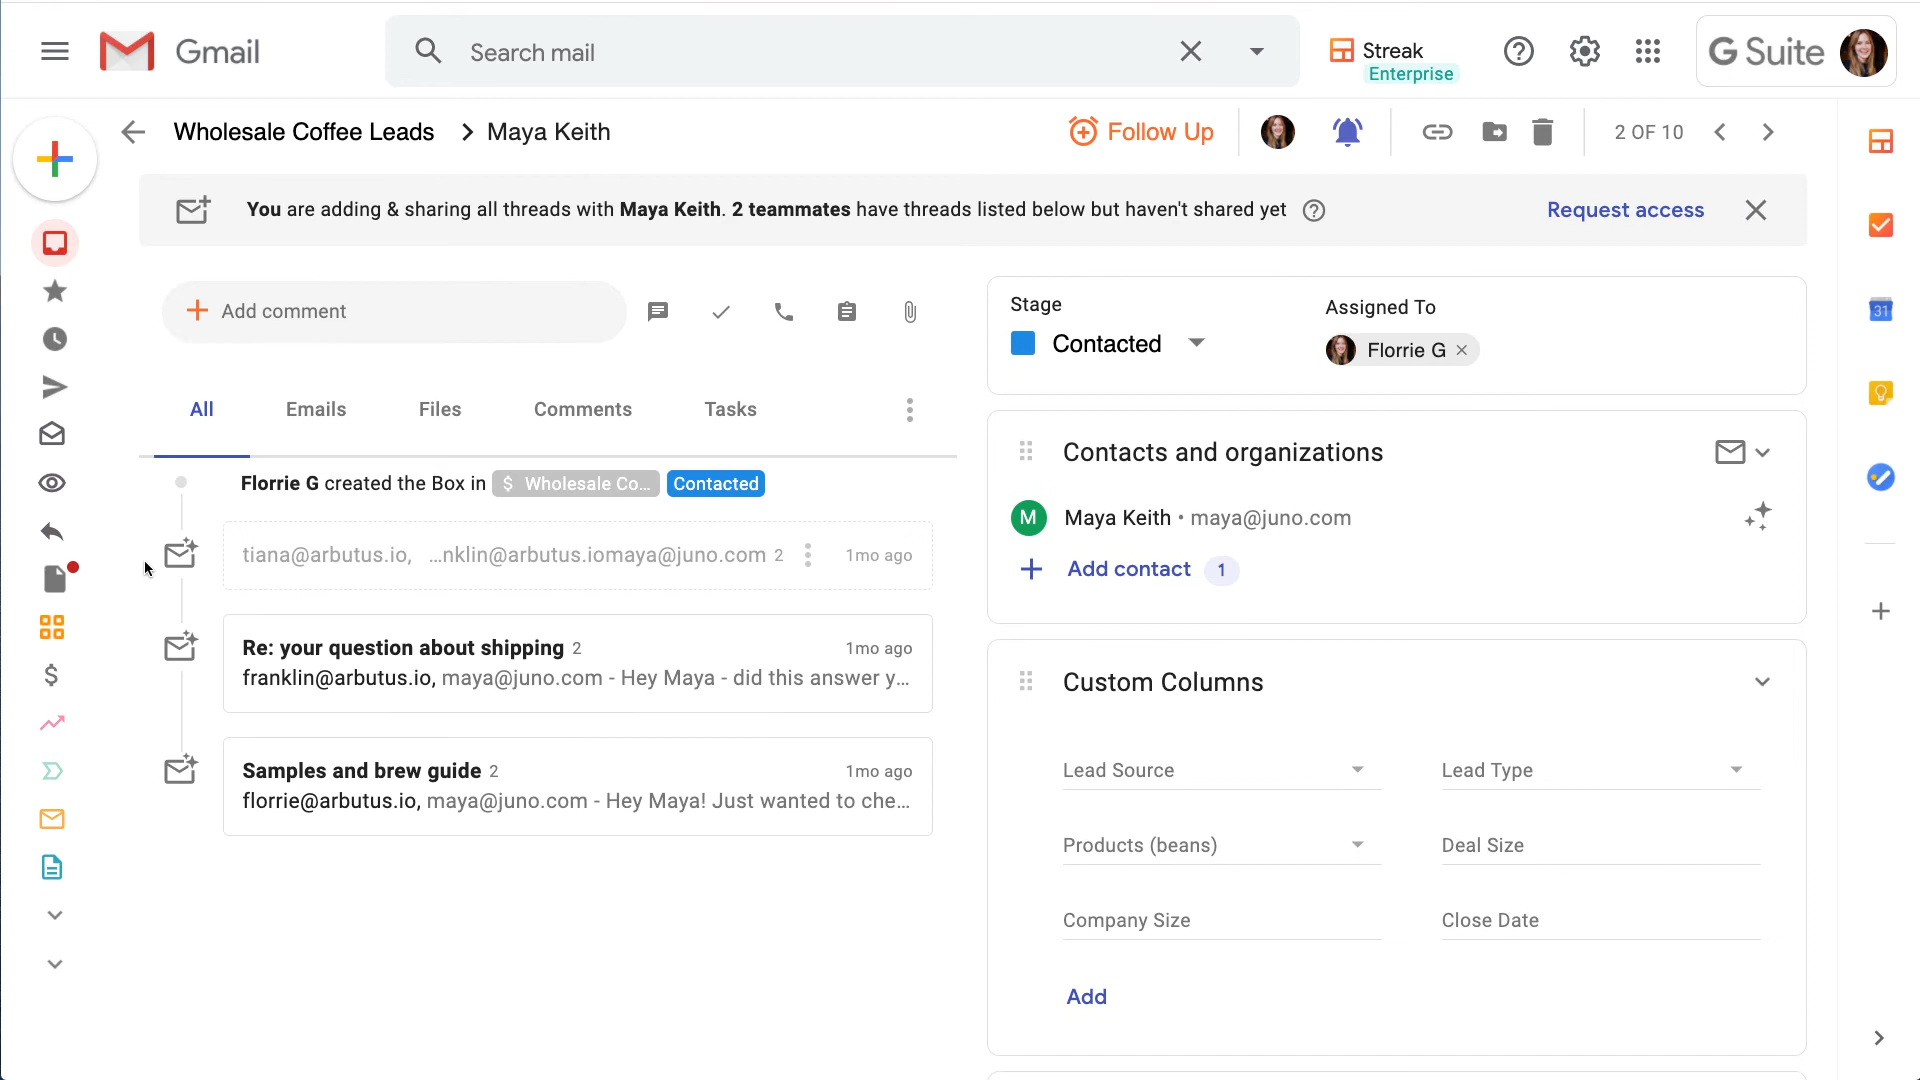 Gmail
Search mail
Streak
Enterprise
G Suite
Wholesale Coffee Leads > Maya Keith
Follow Up
2 OF 10
You are adding & sharing all threads with Maya Keith. 2 teammates have threads listed below but haven't shared yet
Request access
Add comment
Stage
Contacted
Assigned To
Florrie G
All Emails Files Comments Tasks
Florrie G created the Box in $ Wholesale Co... Contacted
tiana@arbutus.io, ...nklin@arbutus.iomaya@juno.com 2 1mo ago
Re: your question about shipping 2 1mo ago
franklin@arbutus.io, maya@juno.com - Hey Maya - did this answer y...
Samples and brew guide 2 1mo ago
florrie@arbutus.io, maya@juno.com - Hey Maya! Just wanted to che...
Contacts and organizations
M Maya Keith • maya@juno.com
Add contact 1
Custom Columns
Lead Source Lead Type
Products (beans) Deal Size
Company Size Close Date
Add
31